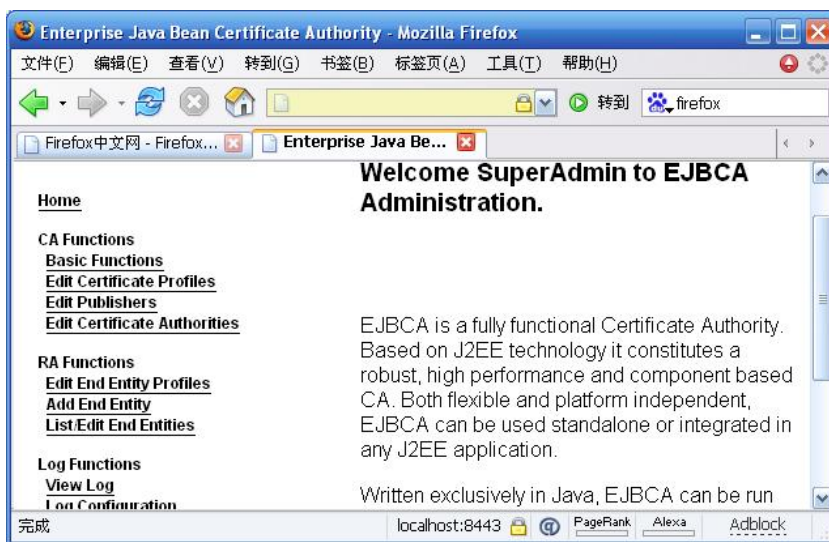 Enterprise Java Bean Certificate Authority - Mozilla Firefox
文件(F) 编辑(E) 查看(V) 转到(G) 书签(B) 标签页(A) 工具(T) 帮助(H)
转到 firefox
Firefox中文网 - Firefox... Enterprise Java Be...
Welcome SuperAdmin to EJBCA
Administration.
Home
CA Functions
Basic Functions
Edit Certificate Profiles
Edit Publishers
Edit Certificate Authorities
RA Functions
Edit End Entity Profiles
Add End Entity
List/Edit End Entities
Log Functions
View Log
Log Configuration
EJBCA is a fully functional Certificate Authority.
Based on J2EE technology it constitutes a
robust, high performance and component based
CA. Both flexible and platform independent,
EJBCA can be used standalone or integrated in
any J2EE application.
Written exclusively in Java, EJBCA can be run
完成 localhost:8443 @ PageRank Alexa Adblock